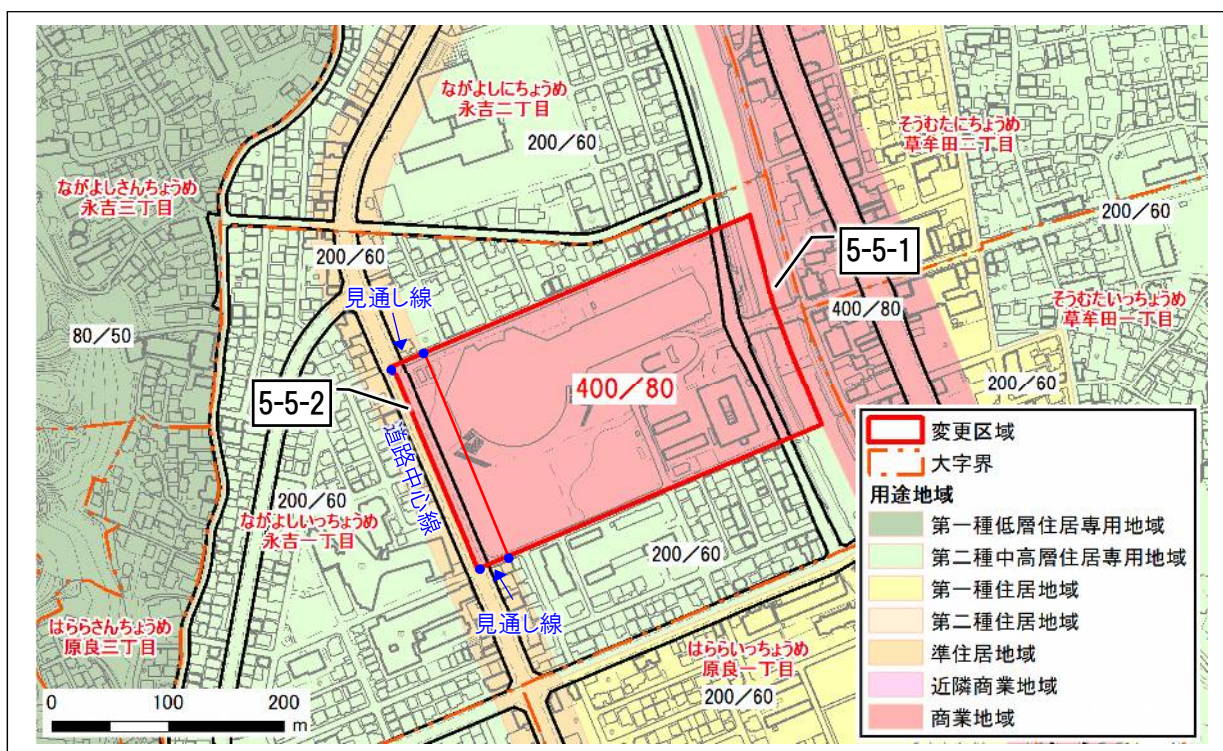 ながよしにちょうめ
永吉二丁目
200/60
そうむたにちょうめ
草牟田二丁目
ながよしさんちょうめ
永吉三丁目
200/60
200/60
5-5-1
見通し線
400/80
そうむたいっちょうめ
草牟田一丁目
80/50
400/80
200/60
5-5-2
道路中心線
200/60
ながよしいっちょうめ
永吉一丁目
200/60
見通し線
はららさんちょうめ
原良三丁目
はららいっちょうめ
原良一丁目
200/60
0 100 200
m
変更区域
大字界
用途地域
第一種低層住居専用地域
第二種中高層住居専用地域
第一種住居地域
第二種住居地域
準住居地域
近隣商業地域
商業地域